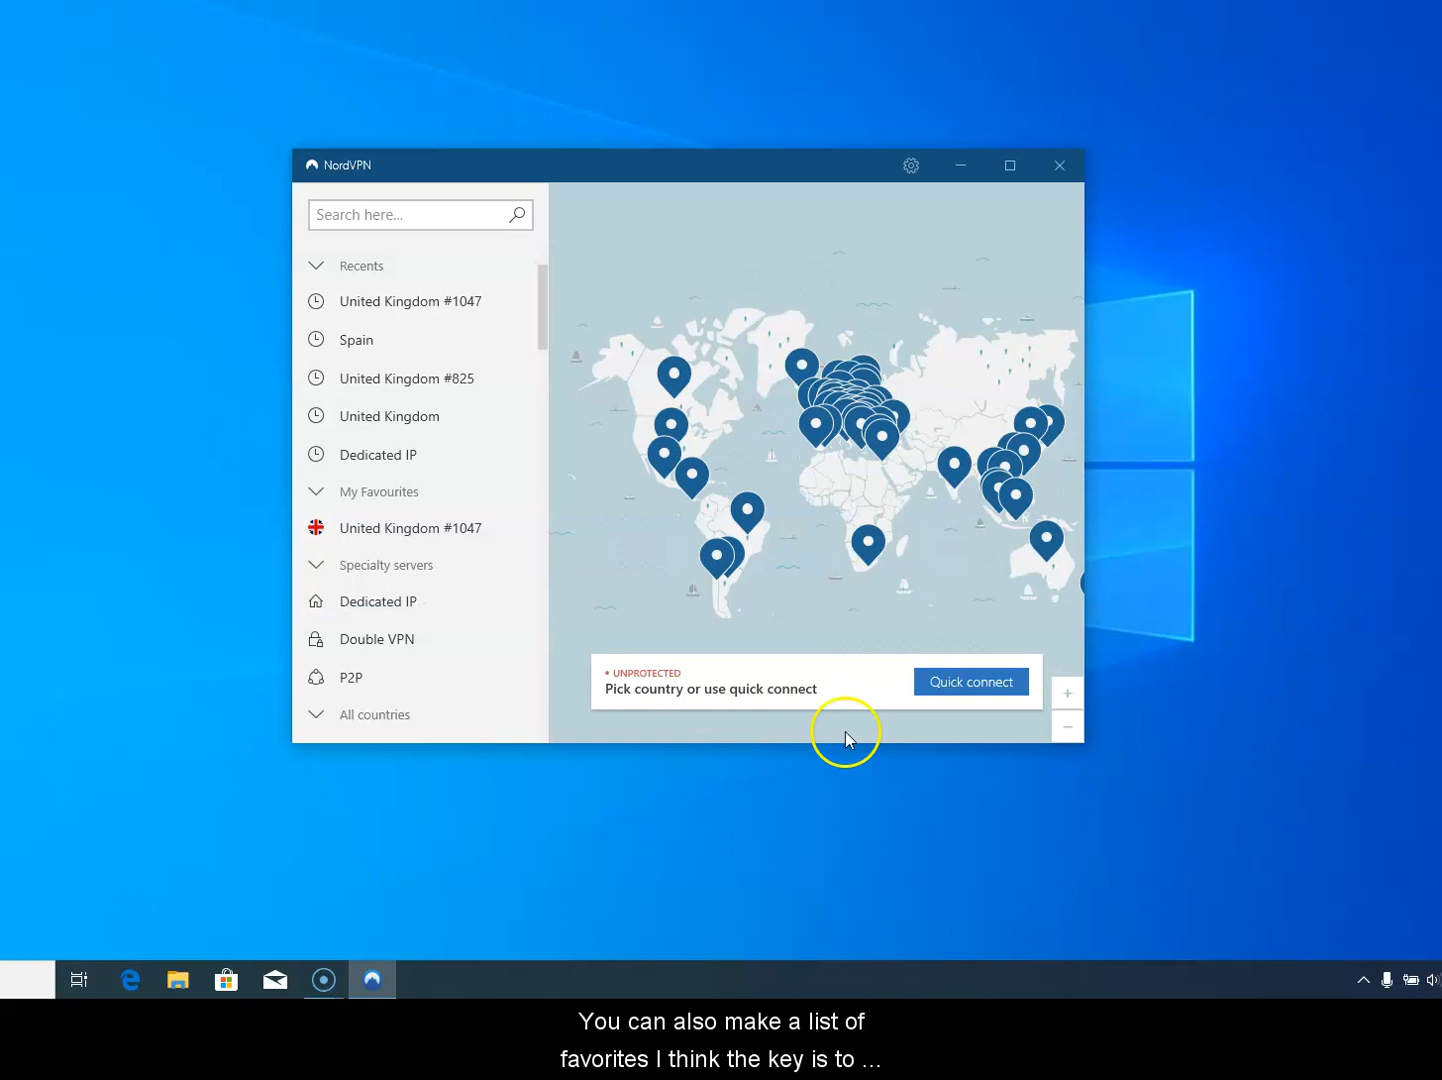 NordVPN
Search here...
Recents
United Kingdom #1047
Spain
United Kingdom #825
United Kingdom
Dedicated IP
My Favourites
United Kingdom #1047
Specialty servers
Dedicated IP
Double VPN
P2P
All countries
UNPROTECTED
Pick country or use quick connect
Quick connect
You can also make a list of
favorites I think the key is to ...